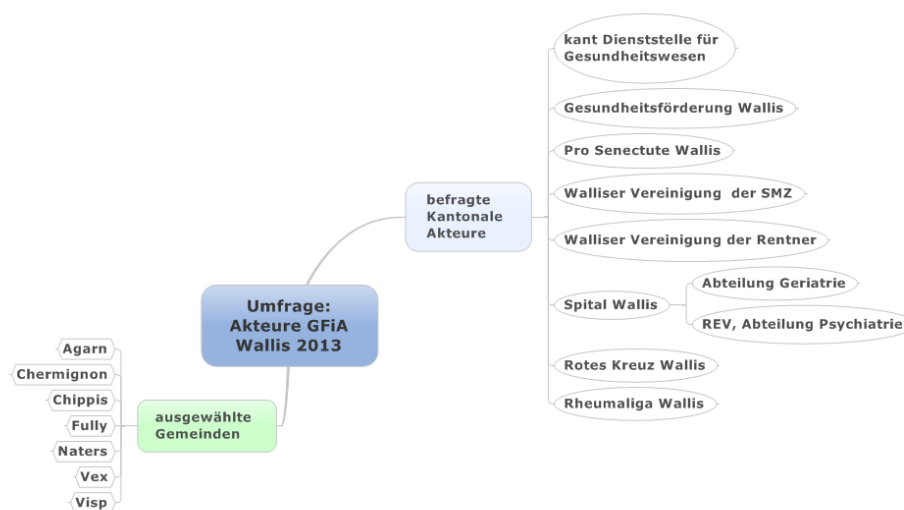 Umfrage:
Akteure GFiA
Wallis 2013
befragte
Kantonale
Akteure
kant Dienststelle für
Gesundheitswesen
Gesundheitsförderung Wallis
Pro Senectute Wallis
Walliser Vereinigung der SMZ
Walliser Vereinigung der Rentner
Spital Wallis
Abteilung Geriatrie
REV, Abteilung Psychiatrie
Rotes Kreuz Wallis
Rheumaliga Wallis
ausgewählte
Gemeinden
Agarn
Chermignon
Chippis
Fully
Naters
Vex
Visp